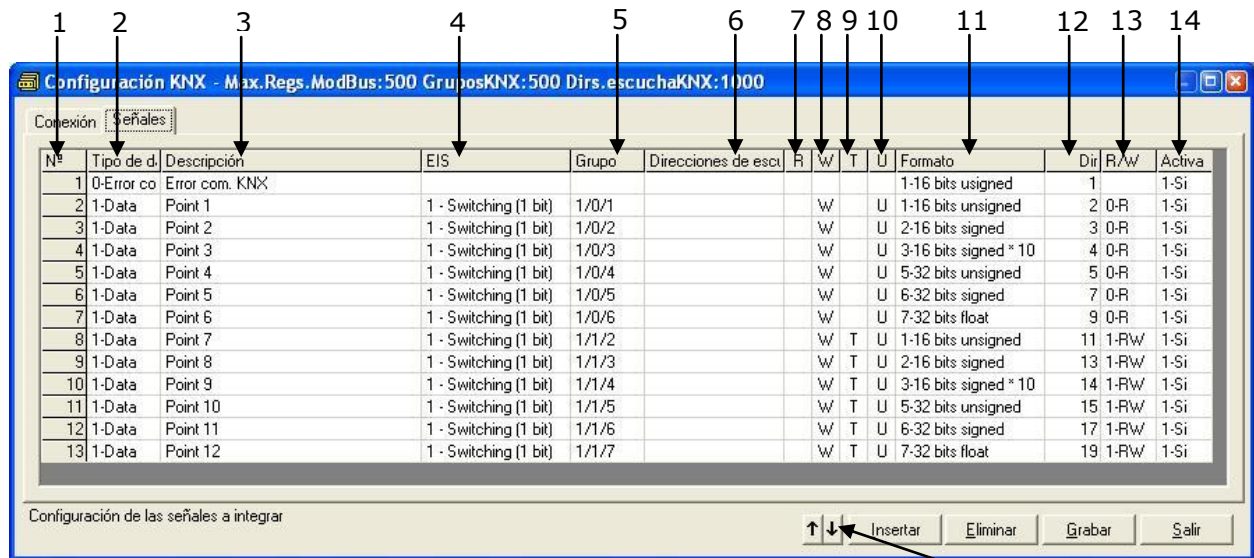 1 2 3 4 5 6 7 8 9 10 11 12 13 14
Configuración KNX - Max.Regs.ModBus:500 GruposKNX:500 Dirs.escuchaKNX:1000
Conexión Señales
Nº Tipo de d Descripción EIS Grupo Direcciones de escu R W T U Formato Dir R/W Activa
1 0-Error co Error com. KNX 1-16 bits usigned 1 1-Si
2 1-Data Point 1 1 - Switching (1 bit) 1/0/1 W U 1-16 bits unsigned 2 0-R 1-Si
3 1-Data Point 2 1 - Switching (1 bit) 1/0/2 W U 2-16 bits signed 3 0-R 1-Si
4 1-Data Point 3 1 - Switching (1 bit) 1/0/3 W U 3-16 bits signed * 10 4 0-R 1-Si
5 1-Data Point 4 1 - Switching (1 bit) 1/0/4 W U 5-32 bits unsigned 5 0-R 1-Si
6 1-Data Point 5 1 - Switching (1 bit) 1/0/5 W U 6-32 bits signed 7 0-R 1-Si
7 1-Data Point 6 1 - Switching (1 bit) 1/0/6 W U 7-32 bits float 9 0-R 1-Si
8 1-Data Point 7 1 - Switching (1 bit) 1/1/2 W T U 1-16 bits unsigned 11 1-RW 1-Si
9 1-Data Point 8 1 - Switching (1 bit) 1/1/3 W T U 2-16 bits signed 13 1-RW 1-Si
10 1-Data Point 9 1 - Switching (1 bit) 1/1/4 W T U 3-16 bits signed * 10 14 1-RW 1-Si
11 1-Data Point 10 1 - Switching (1 bit) 1/1/5 W T U 5-32 bits unsigned 15 1-RW 1-Si
12 1-Data Point 11 1 - Switching (1 bit) 1/1/6 W T U 6-32 bits signed 17 1-RW 1-Si
13 1-Data Point 12 1 - Switching (1 bit) 1/1/7 W T U 7-32 bits float 19 1-RW 1-Si
Configuración de las señales a integrar
Insertar Eliminar Grabar Salir